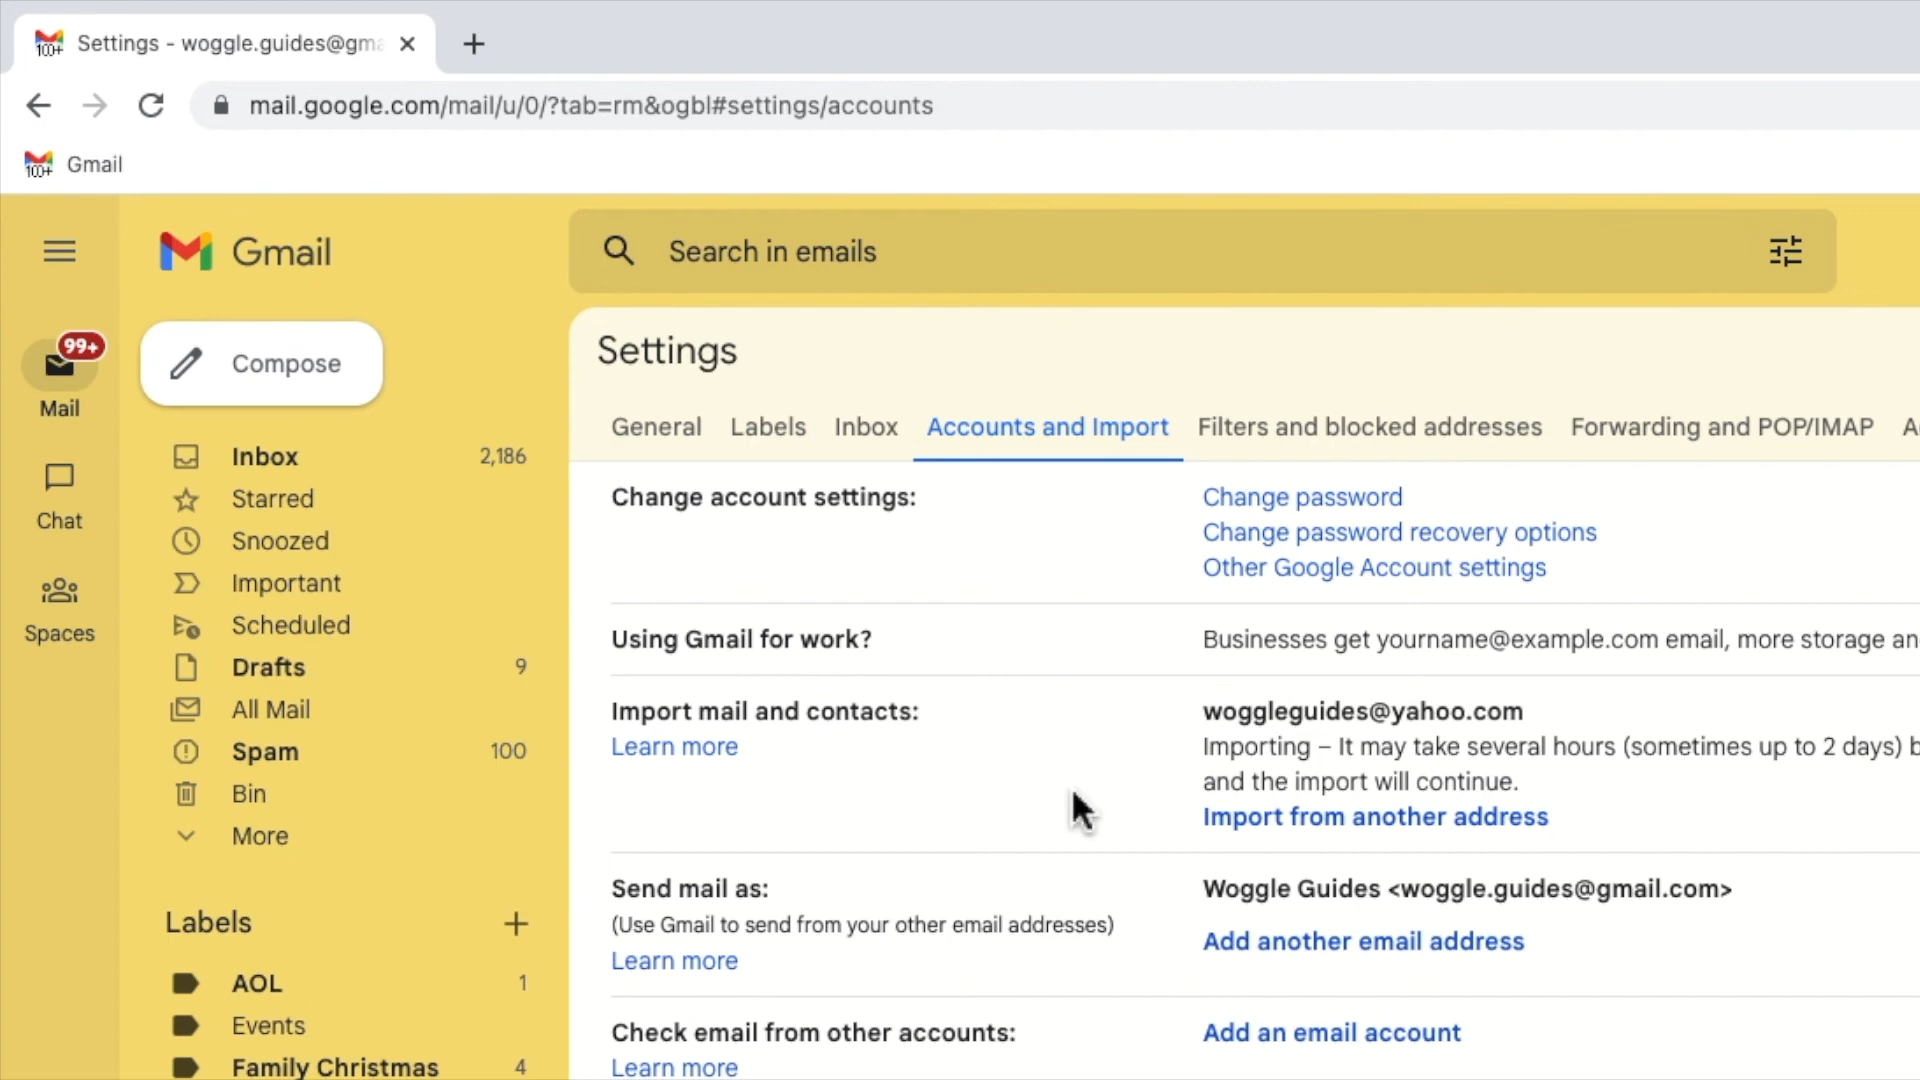 100+ Settings - woggle.guides@gma
mail.google.com/mail/u/0/?tab=rm&ogbl#settings/accounts
100+ Gmail
Gmail
Search in emails
99+
Mail
Chat
Spaces
Compose
Inbox 2,186
Starred
Snoozed
Important
Scheduled
Drafts 9
All Mail
Spam 100
Bin
More
Labels
AOL 1
Events
Family Christmas 4
Settings
General Labels Inbox Accounts and Import Filters and blocked addresses Forwarding and POP/IMAP
Change account settings: Change password
Change password recovery options
Other Google Account settings
Using Gmail for work? Businesses get yourname@example.com email, more storage an
Import mail and contacts: woggleguides@yahoo.com
Learn more Importing – It may take several hours (sometimes up to 2 days) b
and the import will continue.
Import from another address
Send mail as: Woggle Guides <woggle.guides@gmail.com>
(Use Gmail to send from your other email addresses)
Add another email address
Learn more
Check email from other accounts: Add an email account
Learn more